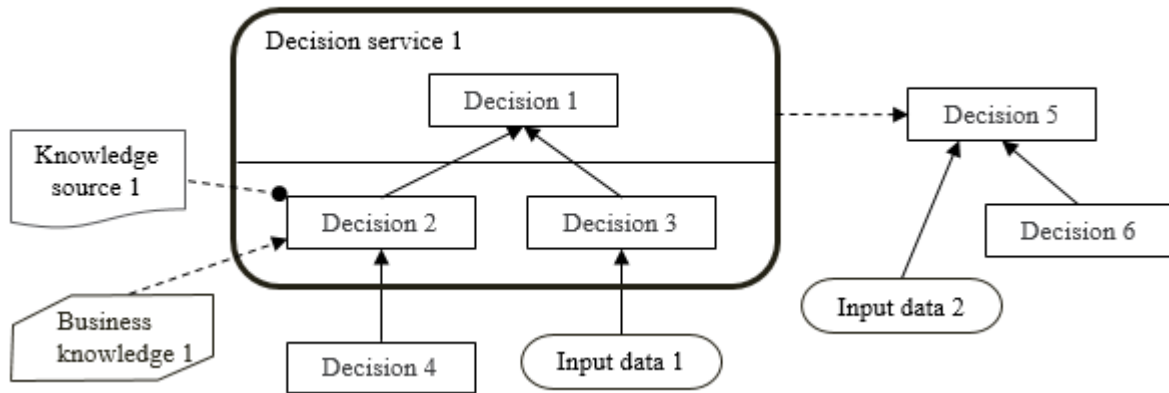 Decision service 1
Decision 1
Decision 5
Knowledge
source 1
Decision 2
Decision 3
Decision 6
Business
knowledge 1
Input data 2
Decision 4
Input data 1